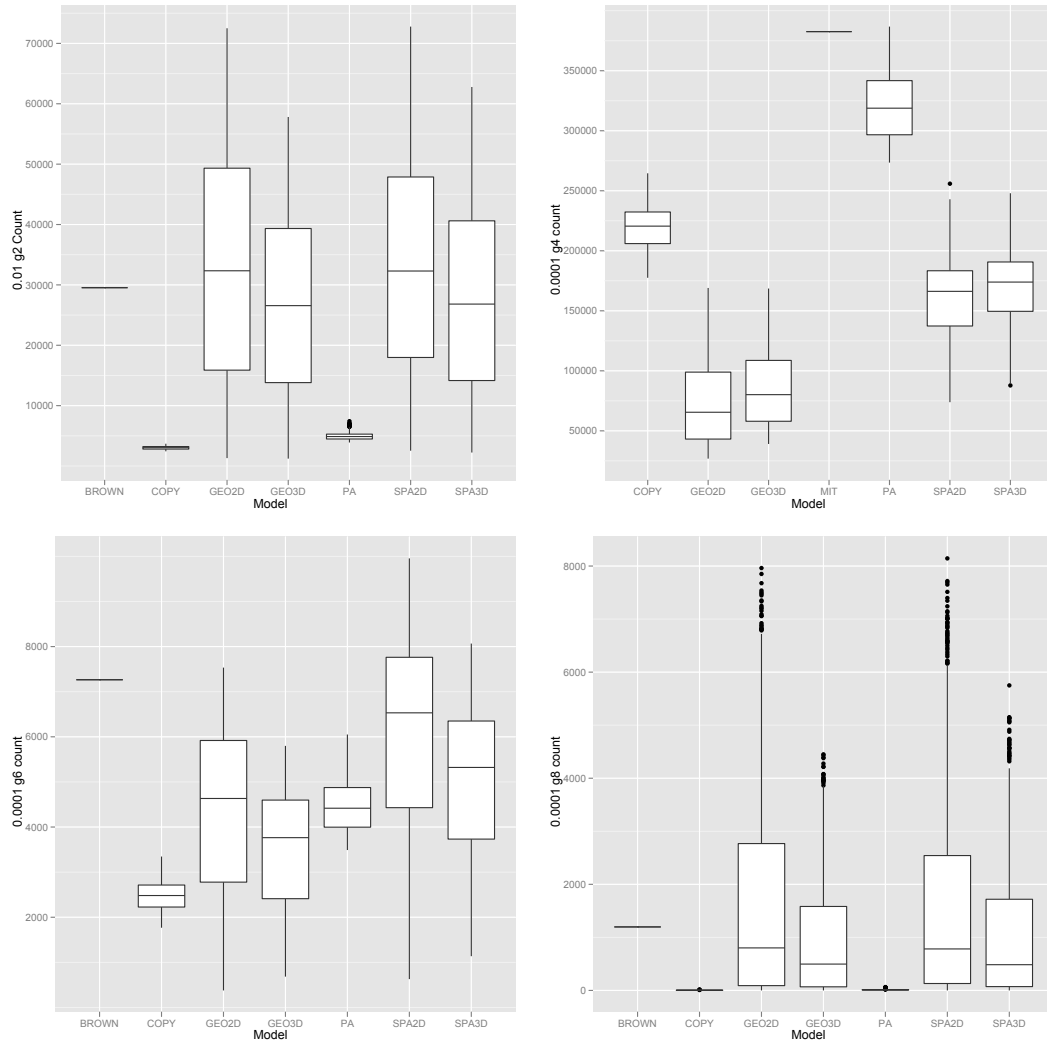 70000
60000
50000
40000
30000
20000
10000
0.01 g2 Count
BROWN COPY GEO2D GEO3D PA SPA2D SPA3D
Model
350000
300000
250000
200000
150000
100000
50000
0.0001 g4 count
COPY GEO2D GEO3D MIT PA SPA2D SPA3D
Model
8000
6000
4000
2000
0.0001 g6 count
BROWN COPY GEO2D GEO3D PA SPA2D SPA3D
Model
8000
6000
4000
2000
0
0.0001 g8 count
BROWN COPY GEO2D GEO3D PA SPA2D SPA3D
Model